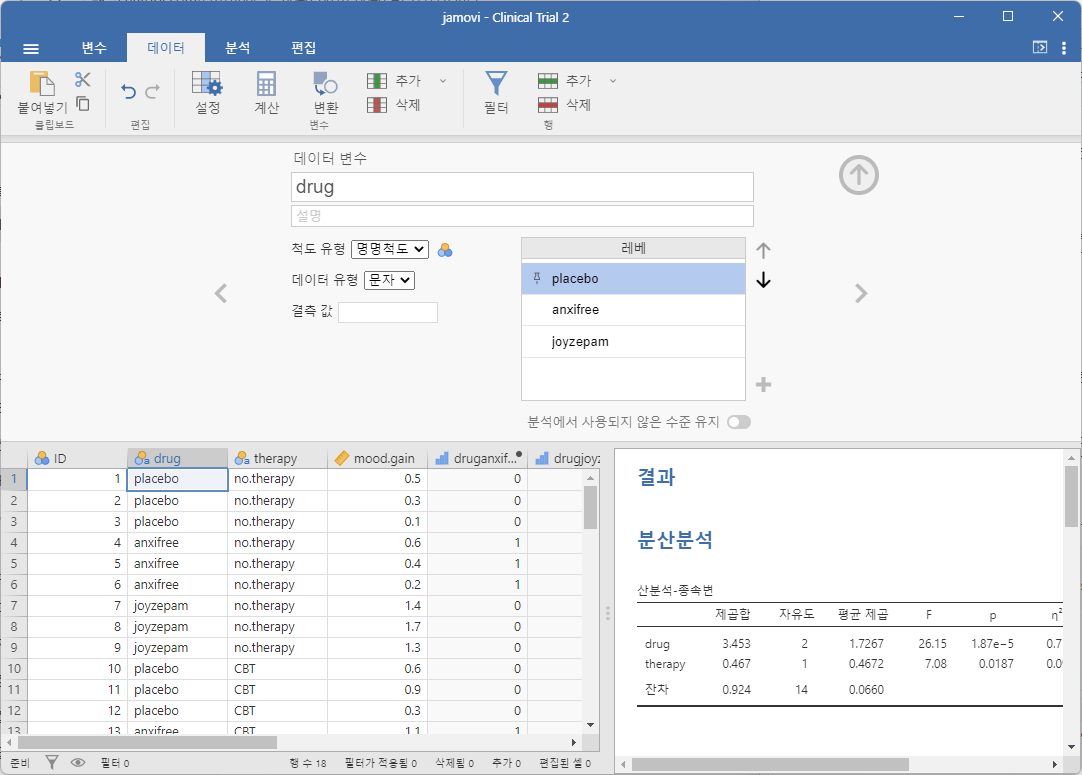 jamovi - Clinical Trial 2
변수 데이터 분석 편집
붙여넣기
클립보드
편집
설정 계산 변환 추가 삭제
변수
필터 추가 삭제
행
데이터 변수
drug
설명
척도 유형 명명척도
데이터 유형 문자
결측 값
레베
placebo
anxifree
joyzepam
분석에서 사용되지 않은 수준 유지
ID drug therapy mood.gain druganxif... drugjoyz
1 1 placebo no.therapy 0.5 0
2 2 placebo no.therapy 0.3 0
3 3 placebo no.therapy 0.1 0
4 4 anxifree no.therapy 0.6 1
5 5 anxifree no.therapy 0.4 1
6 6 anxifree no.therapy 0.2 1
7 7 joyzepam no.therapy 1.4 0
8 8 joyzepam no.therapy 1.7 0
9 9 joyzepam no.therapy 1.3 0
10 10 placebo CBT 0.6 0
11 11 placebo CBT 0.9 0
12 12 placebo CBT 0.3 0
13 13 anxifree CBT 1.1 1
결과
분산분석
산분석-종속변
제곱합 자유도 평균 제곱 F p η²
drug 3.453 2 1.7267 26.15 1.87e−5 0.7
therapy 0.467 1 0.4672 7.08 0.0187 0.0
잔차 0.924 14 0.0660
준비 필터 0 행 수 18 필터가 적용됨 0 삭제됨 0 추가 0 편집된 셀 0